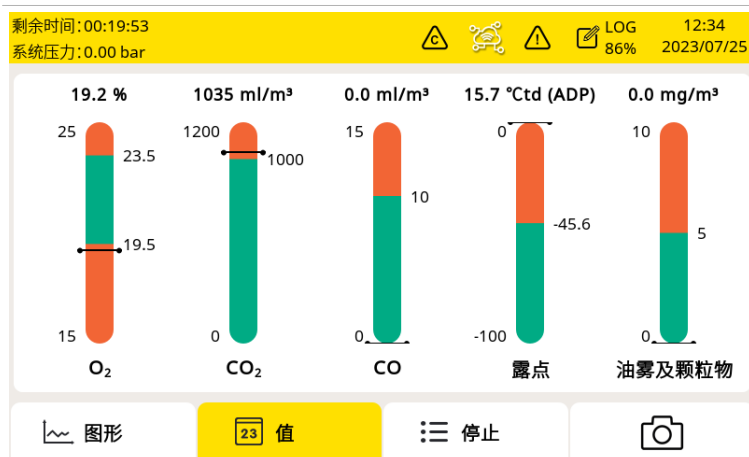 剩余时间：00:19:53
系统压力：0.00 bar
C
!
LOG
86%
12:34
2023/07/25
19.2 %
1035 ml/m³
0.0 ml/m³
15.7 ℃td (ADP)
0.0 mg/m³
25
23.5
19.5
15
1200
1000
0
15
10
0
0
-45.6
-100
10
5
0
O₂
CO₂
CO
露点
油雾及颗粒物
图形
23
值
停止